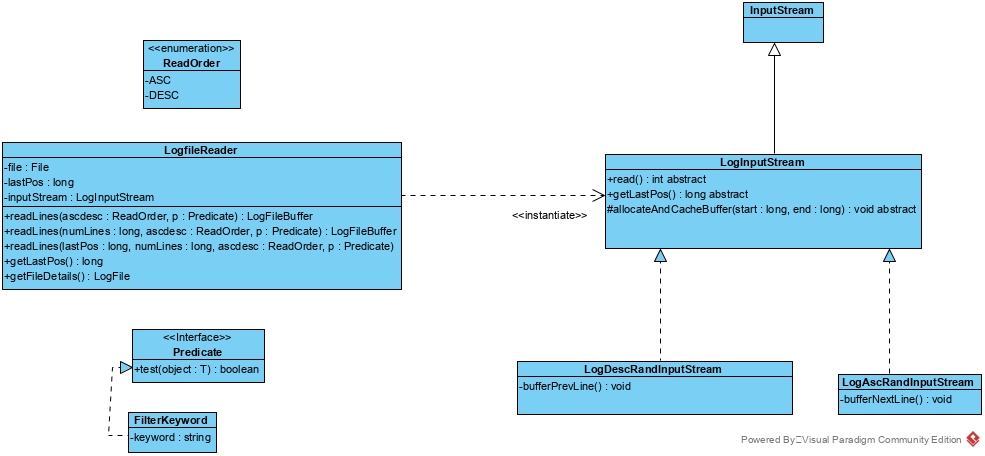 InputStream
<<enumeration>>
ReadOrder
-ASC
-DESC
LogfileReader
-file : File
-lastPos : long
-inputStream : LogInputStream
+readLines(ascdesc : ReadOrder, p : Predicate) : LogFileBuffer
+readLines(numLines : long, ascdesc : ReadOrder, p : Predicate) : LogFileBuffer
+readLines(lastPos : long, numLines : long, ascdesc : ReadOrder, p : Predicate)
+getLastPos() : long
+getFileDetails() : LogFile
<<instantiate>>
LogInputStream
+read() : int abstract
+getLastPos() : long abstract
#allocateAndCacheBuffer(start : long, end : long) : void abstract
<<Interface>>
Predicate
+test(object : T) : boolean
FilterKeyword
-keyword : string
LogDescRandInputStream
-bufferPrevLine() : void
LogAscRandInputStream
-bufferNextLine() : void
Powered By Visual Paradigm Community Edition